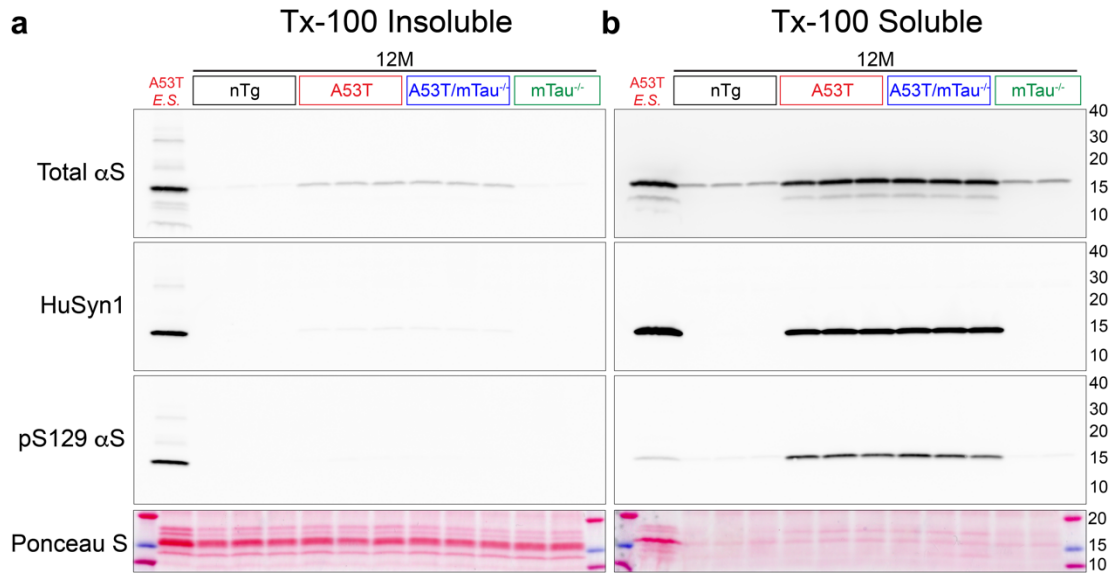 a Tx-100 Insoluble
12M
A53T E.S. nTg A53T A53T/mTau-/- mTau-/-
Total αS
HuSyn1
pS129 αS
Ponceau S
b Tx-100 Soluble
12M
A53T E.S. nTg A53T A53T/mTau-/- mTau-/-
40
30
20
15
10
40
30
20
15
10
40
30
20
15
10
20
15
10